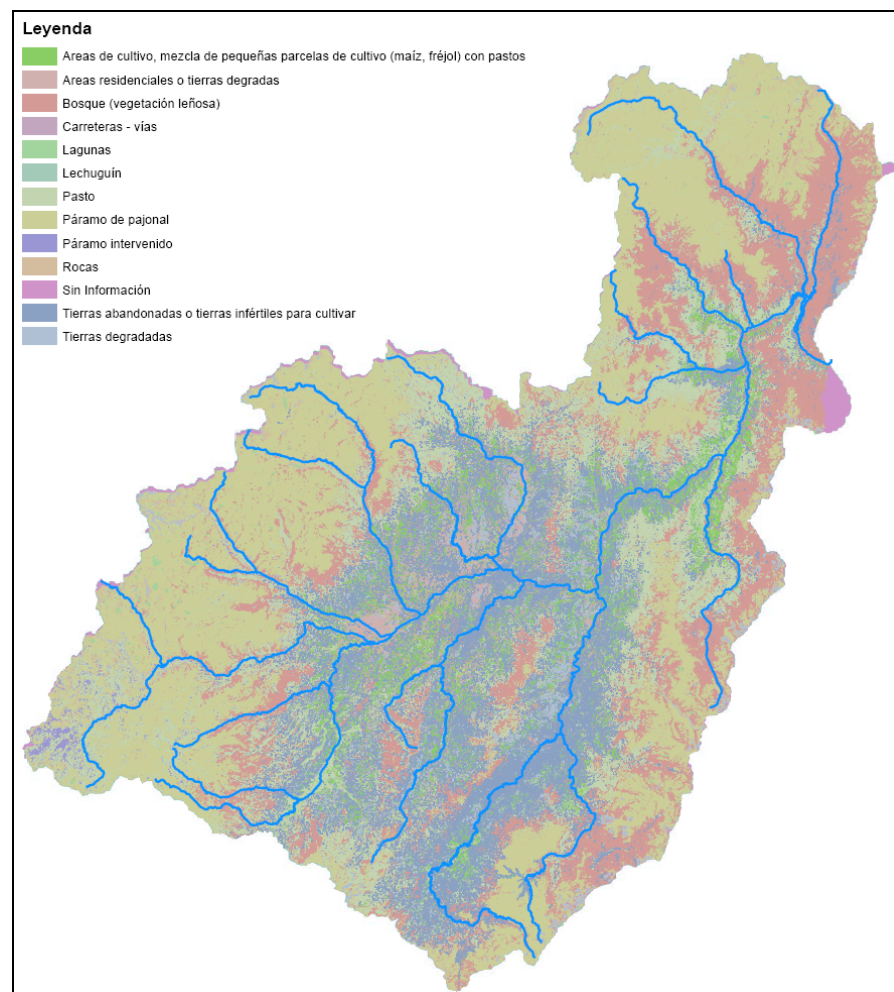 Leyenda
Areas de cultivo, mezcla de pequeñas parcelas de cultivo (maíz, fréjol) con pastos
Areas residenciales o tierras degradas
Bosque (vegetación leñosa)
Carreteras - vías
Lagunas
Lechuguín
Pasto
Páramo de pajonal
Páramo intervenido
Rocas
Sin Información
Tierras abandonadas o tierras infértiles para cultivar
Tierras degradadas